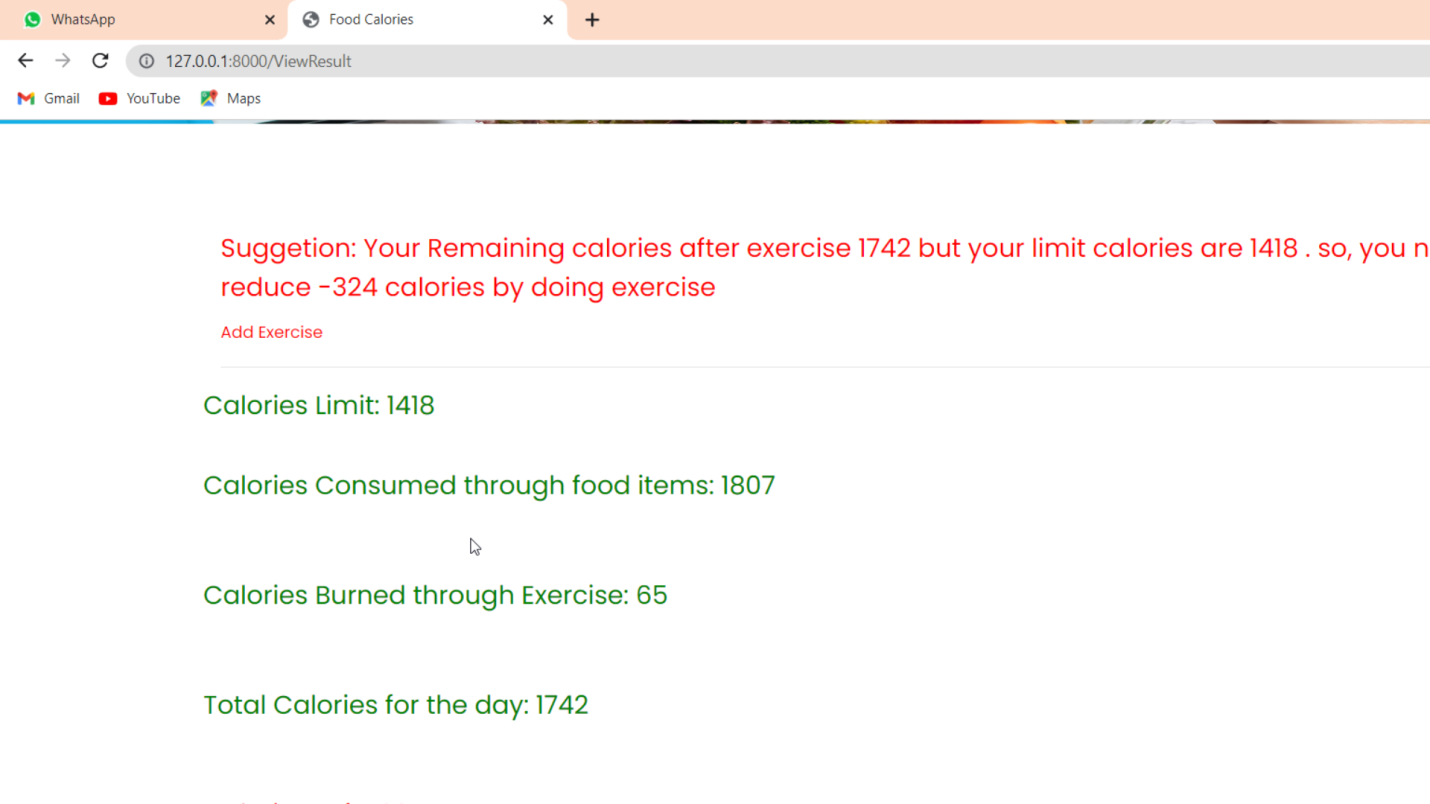 WhatsApp
Food Calories
127.0.0.1:8000/ViewResult
Gmail YouTube Maps
Suggetion: Your Remaining calories after exercise 1742 but your limit calories are 1418 . so, you n
reduce -324 calories by doing exercise
Add Exercise
Calories Limit: 1418
Calories Consumed through food items: 1807
Calories Burned through Exercise: 65
Total Calories for the day: 1742